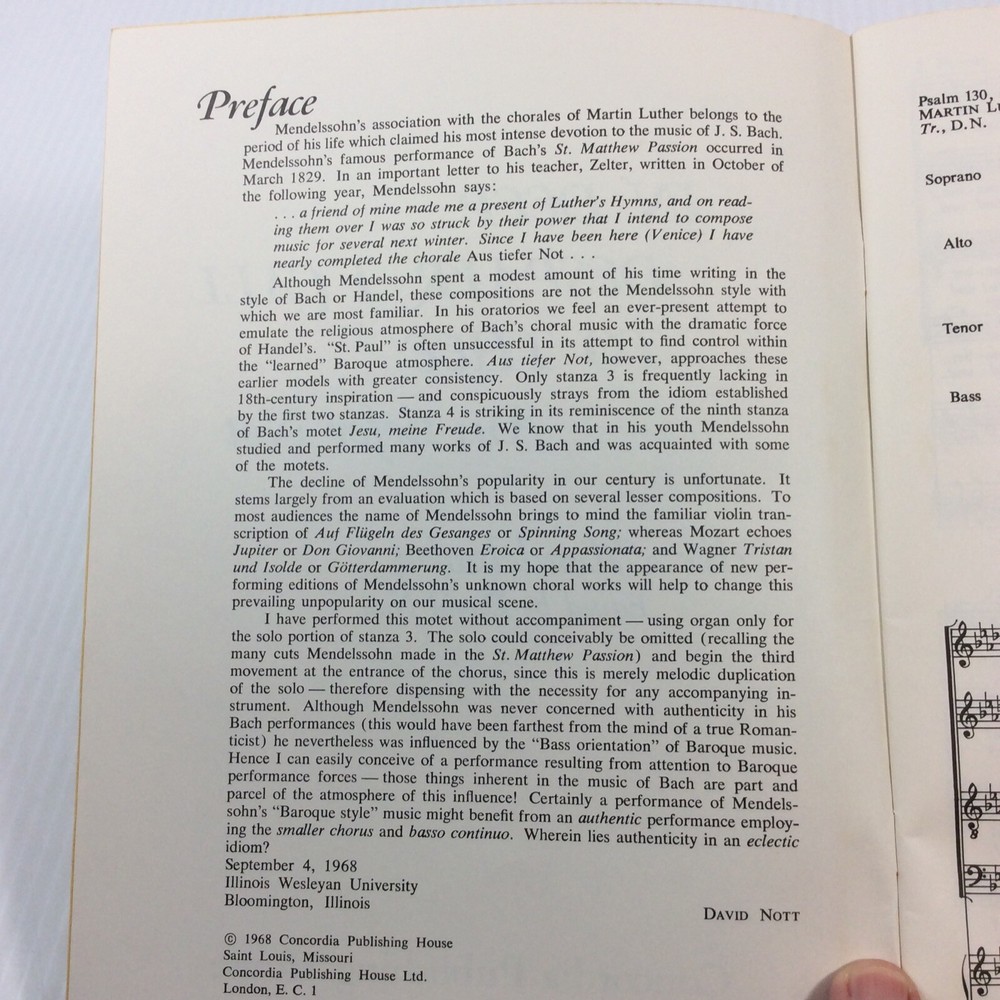 Preface
Mendelssohn's association with the chorales of Martin Luther belongs to the
period of his life which claimed his most intense devotion to the music of J. S. Bach.
Mendelssohn's famous performance of Bach's St. Matthew Passion occurred in
March 1829. In an important letter to his teacher, Zelter, written in October of
the following year, Mendelssohn says:
. . . a friend of mine made me a present of Luther's Hymns, and on read-
ing them over I was so struck by their power that I intend to compose
music for several next winter. Since I have been here (Venice) I have
nearly completed the chorale Aus tiefer Not . . .
Although Mendelssohn spent a modest amount of his time writing in the
style of Bach or Handel, these compositions are not the Mendelssohn style with
which we are most familiar. In his oratorios we feel an ever-present attempt to
emulate the religious atmosphere of Bach's choral music with the dramatic force
of Handel's. “St. Paul” is often unsuccessful in its attempt to find control within
the “learned” Baroque atmosphere. Aus tiefer Not, however, approaches these
earlier models with greater consistency. Only stanza 3 is frequently lacking in
18th-century inspiration — and conspicuously strays from the idiom established
by the first two stanzas. Stanza 4 is striking in its reminiscence of the ninth stanza
of Bach's motet Jesu, meine Freude. We know that in his youth Mendelssohn
studied and performed many works of J. S. Bach and was acquainted with some
of the motets.
The decline of Mendelssohn's popularity in our century is unfortunate. It
stems largely from an evaluation which is based on several lesser compositions. To
most audiences the name of Mendelssohn brings to mind the familiar violin tran-
scription of Auf Flügeln des Gesanges or Spinning Song; whereas Mozart echoes
Jupiter or Don Giovanni; Beethoven Eroica or Appassionata; and Wagner Tristan
und Isolde or Götterdammerung. It is my hope that the appearance of new per-
forming editions of Mendelssohn's unknown choral works will help to change this
prevailing unpopularity on our musical scene.
I have performed this motet without accompaniment — using organ only for
the solo portion of stanza 3. The solo could conceivably be omitted (recalling the
many cuts Mendelssohn made in the St. Matthew Passion) and begin the third
movement at the entrance of the chorus, since this is merely melodic duplication
of the solo — therefore dispensing with the necessity for any accompanying in-
strument. Although Mendelssohn was never concerned with authenticity in his
Bach performances (this would have been farthest from the mind of a true Roman-
ticist) he nevertheless was influenced by the “Bass orientation” of Baroque music.
Hence I can easily conceive of a performance resulting from attention to Baroque
performance forces — those things inherent in the music of Bach are part and
parcel of the atmosphere of this influence! Certainly a performance of Mendels-
sohn's “Baroque style” music might benefit from an authentic performance employ-
ing the smaller chorus and basso continuo. Wherein lies authenticity in an eclectic
idiom?
September 4, 1968
Illinois Wesleyan University
Bloomington, Illinois
DAVID NOTT
© 1968 Concordia Publishing House
Saint Louis, Missouri
Concordia Publishing House Ltd.
London, E. C. 1
Psalm 130,
MARTIN
Tr., D.N.
Soprano
Alto
Tenor
Bass